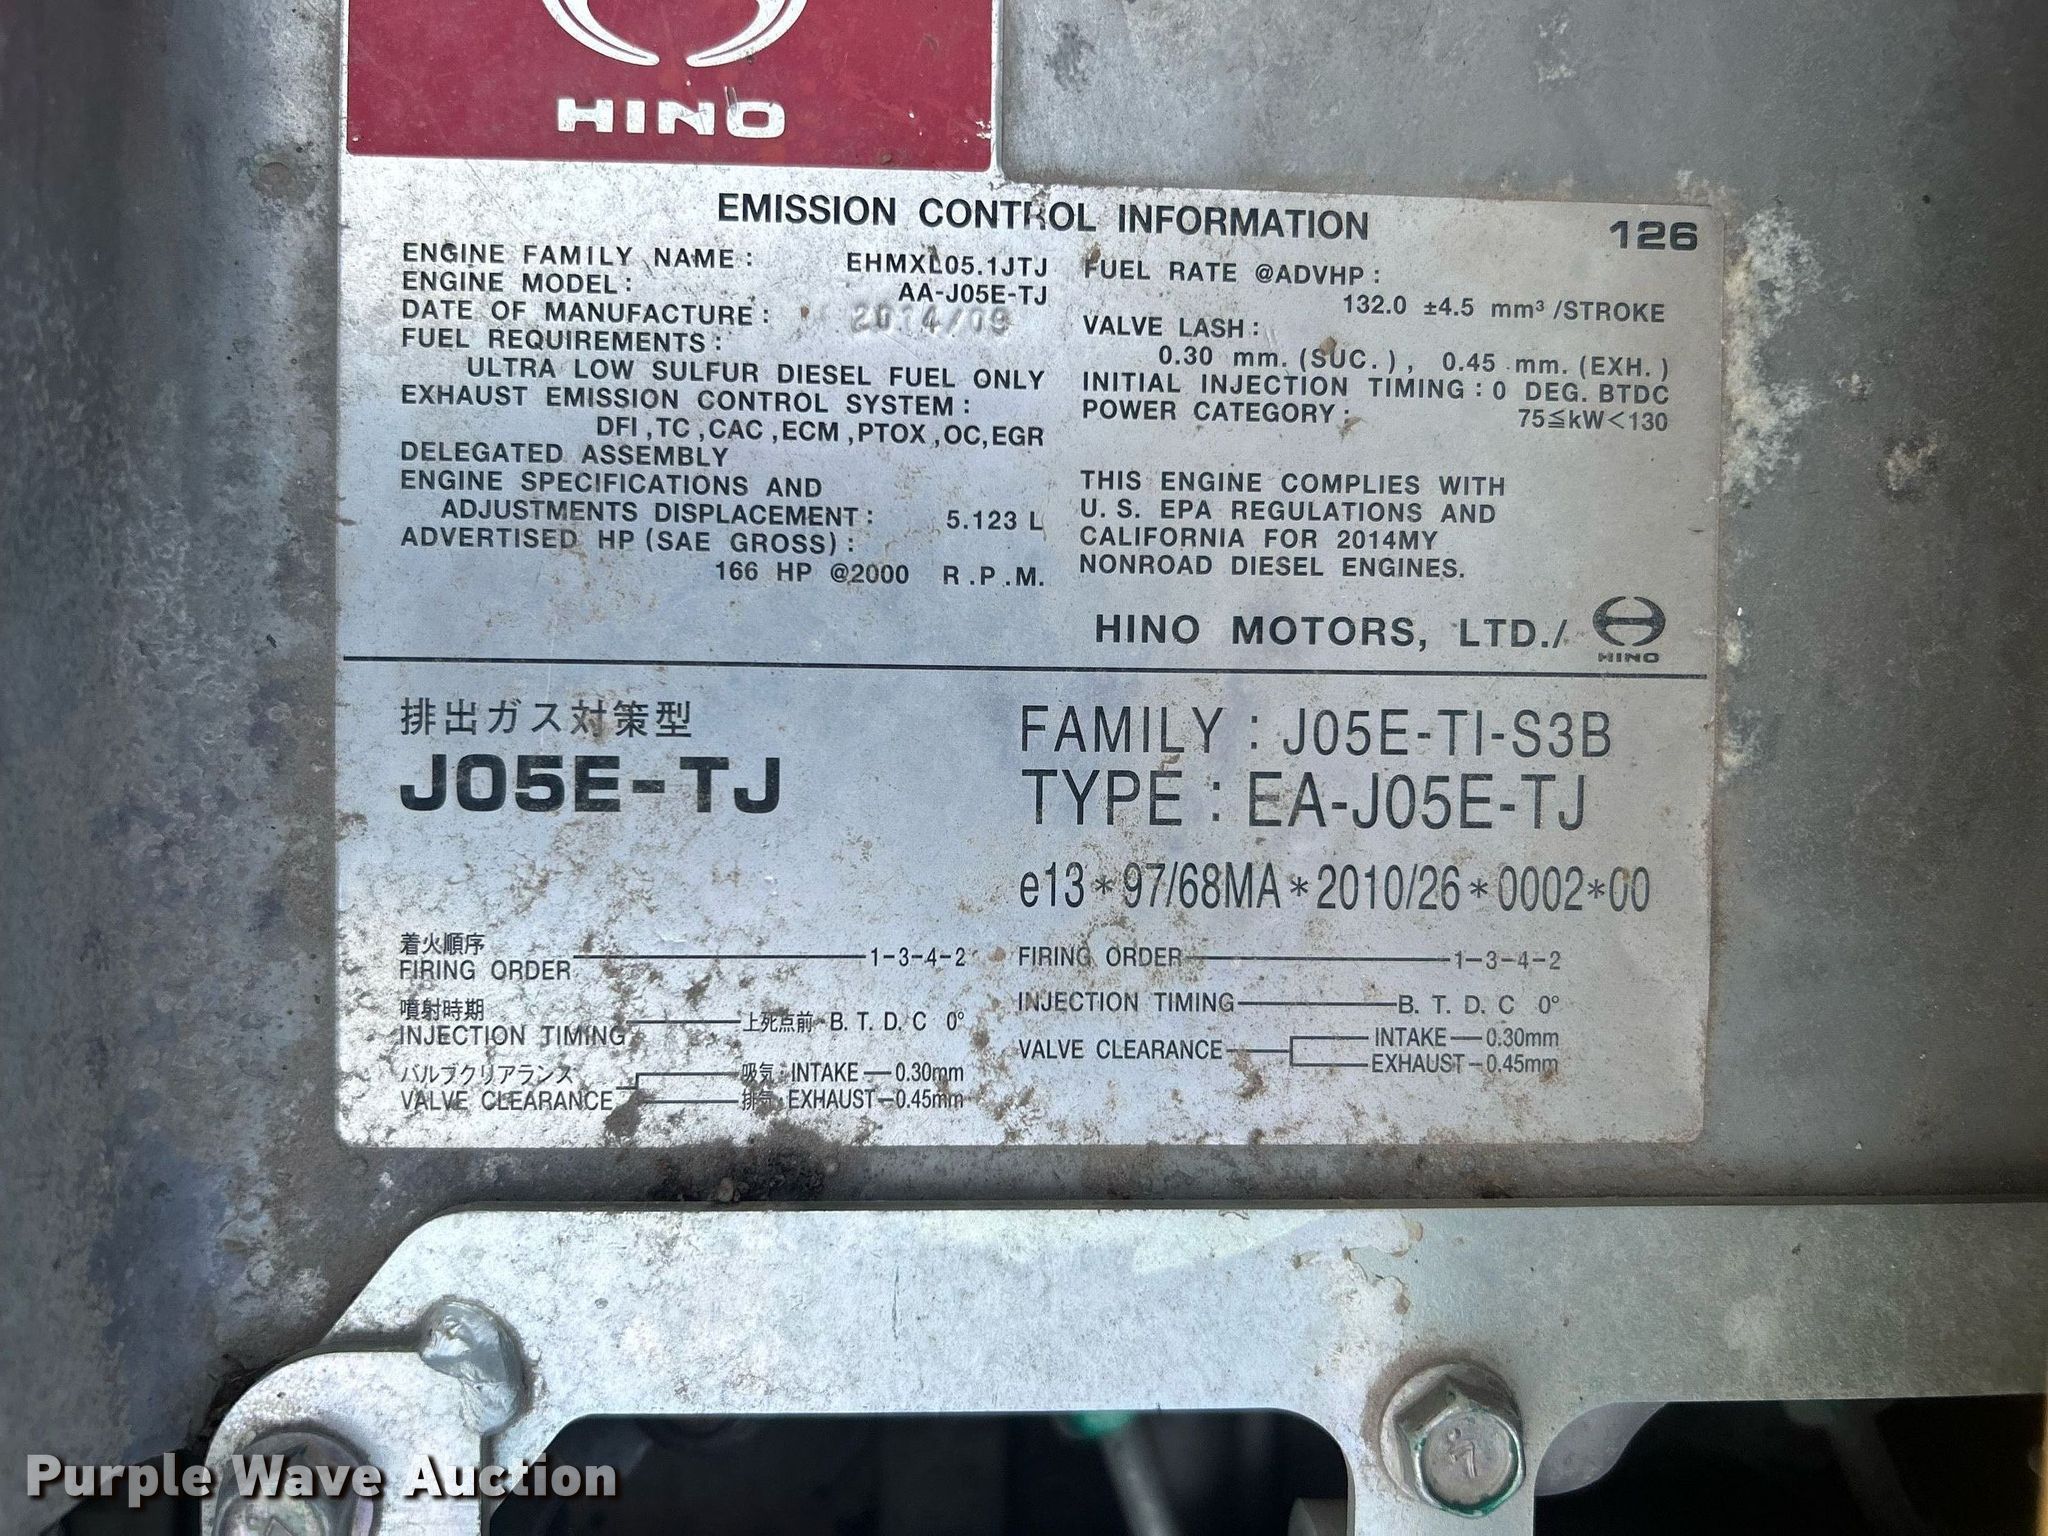 HINO
EMISSION CONTROL INFORMATION
126
ENGINE FAMILY NAME: EHMXL05.1JTJ
ENGINE MODEL: AA-J05E-TJ
DATE OF MANUFACTURE: 2014/09
FUEL REQUIREMENTS:
ULTRA LOW SULFUR DIESEL FUEL ONLY
EXHAUST EMISSION CONTROL SYSTEM:
DFI,TC,CAC,ECM,PTOX,OC,EGR
DELEGATED ASSEMBLY
ENGINE SPECIFICATIONS AND
ADJUSTMENTS DISPLACEMENT: 5.123 L
ADVERTISED HP (SAE GROSS):
166 HP @2000 R.P.M.
FUEL RATE @ADVHP:
132.0 ±4.5 mm³/STROKE
VALVE LASH:
0.30 mm.(SUC.), 0.45 mm.(EXH.)
INITIAL INJECTION TIMING:0 DEG. BTDC
POWER CATEGORY: 75≦kW<130
THIS ENGINE COMPLIES WITH
U.S. EPA REGULATIONS AND
CALIFORNIA FOR 2014MY
NONROAD DIESEL ENGINES.
HINO MOTORS, LTD./
HINO
排出ガス対策型
J05E-TJ
FAMILY : J05E-TI-S3B
TYPE : EA-J05E-TJ
e13*97/68MA*2010/26*0002*00
着火順序
FIRING ORDER 1-3-4-2
噴射時期
INJECTION TIMING 上死点前 B. T. D. C 0°
バルブクリアランス
VALVE CLEARANCE
吸気 INTAKE 0.30mm
排気 EXHAUST 0.45mm
FIRING ORDER 1-3-4-2
INJECTION TIMING B. T. D. C 0°
VALVE CLEARANCE
INTAKE 0.30mm
EXHAUST 0.45mm
7
Purple Wave Auction